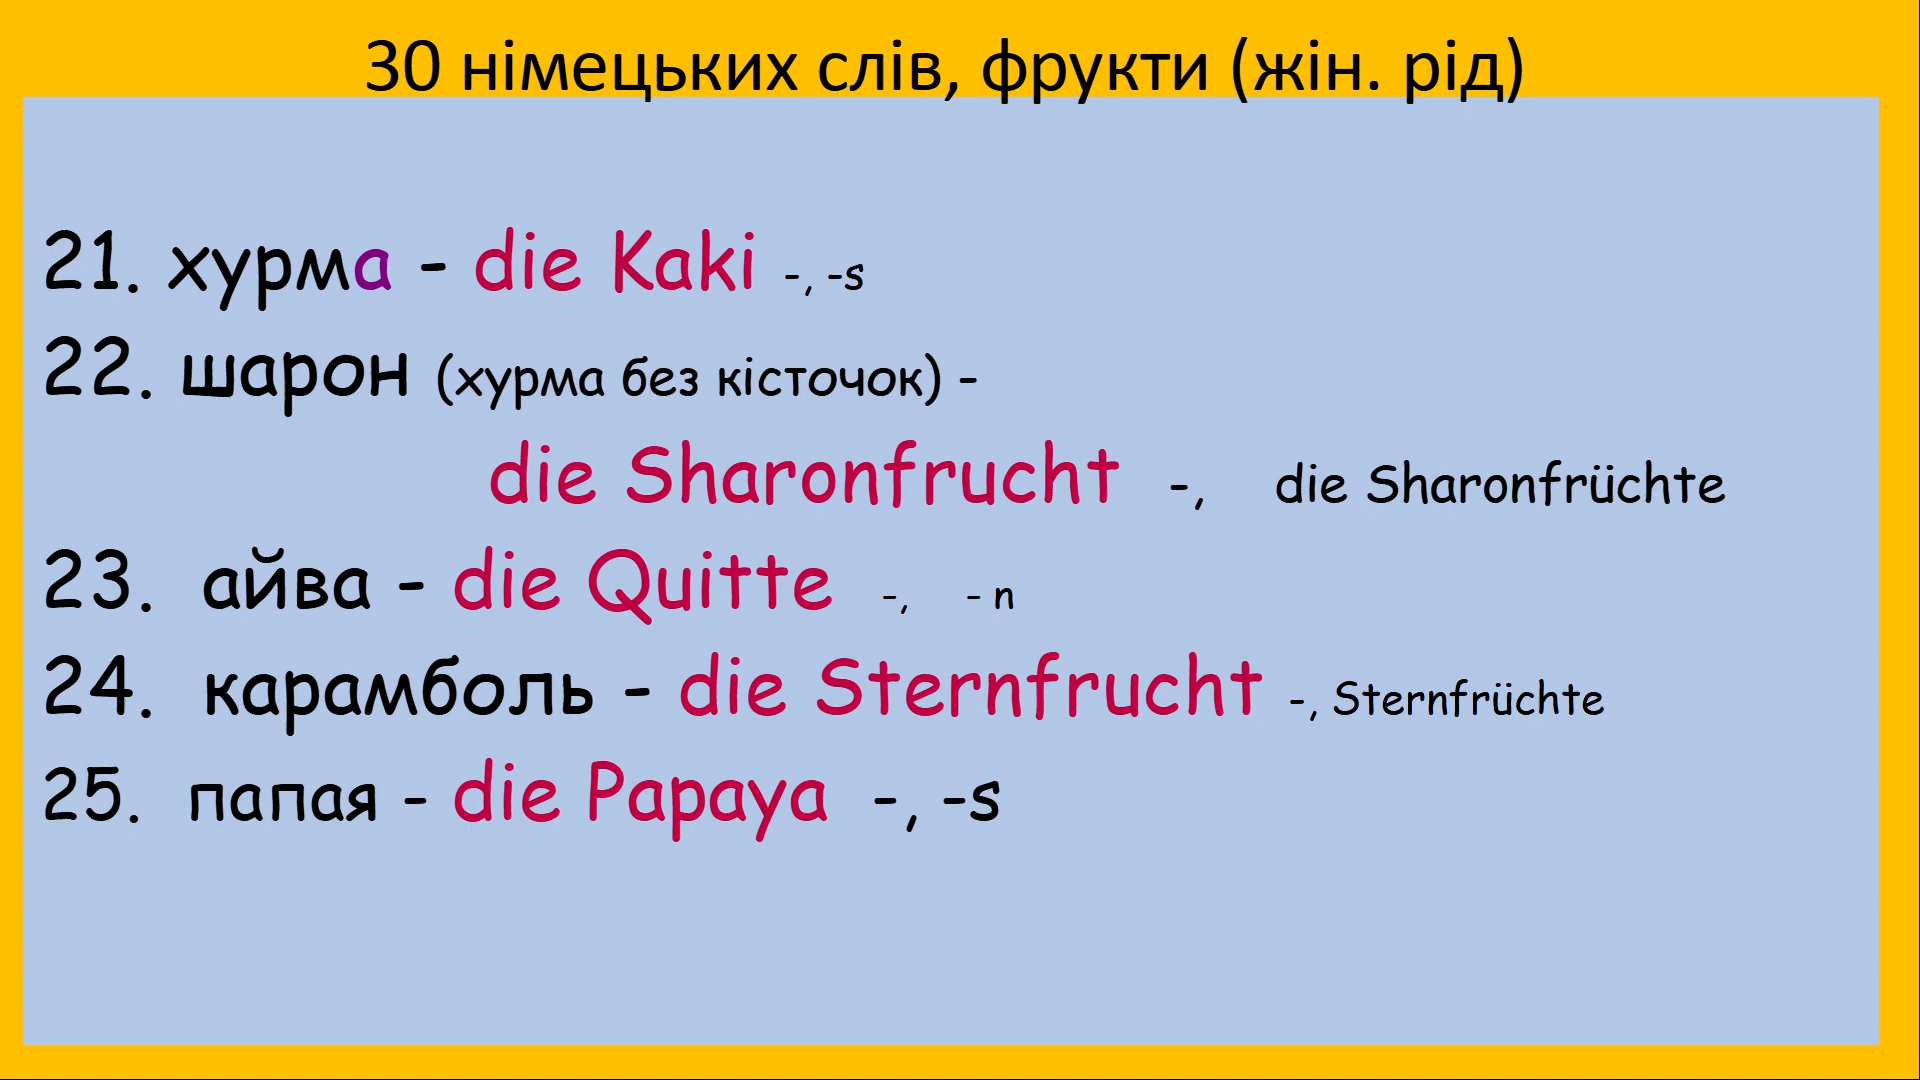 30 німецьких слів, фрукти (жін. рід)
21. хурма - die Kaki -, -s
22. шарон (хурма без кісточок) -
die Sharonfrucht -, die Sharonfrüchte
23. айва - die Quitte -, - n
24. карамболь - die Sternfrucht -, Sternfrüchte
25. папая - die Papaya -, -s